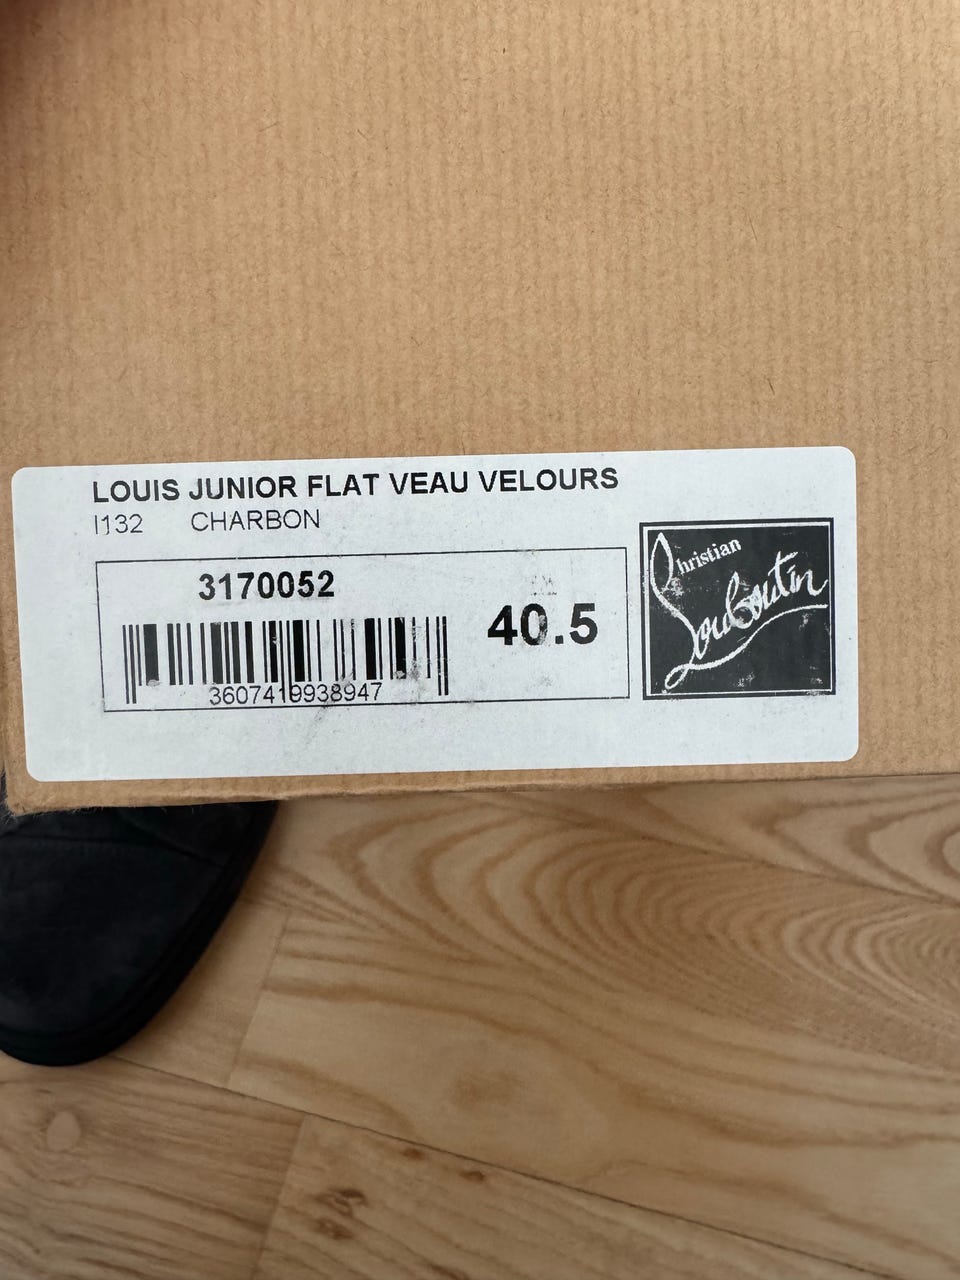 LOUIS JUNIOR FLAT VEAU VELOURS
I132 CHARBON
3170052
40.5
3607419938947
Christian
Louboutin